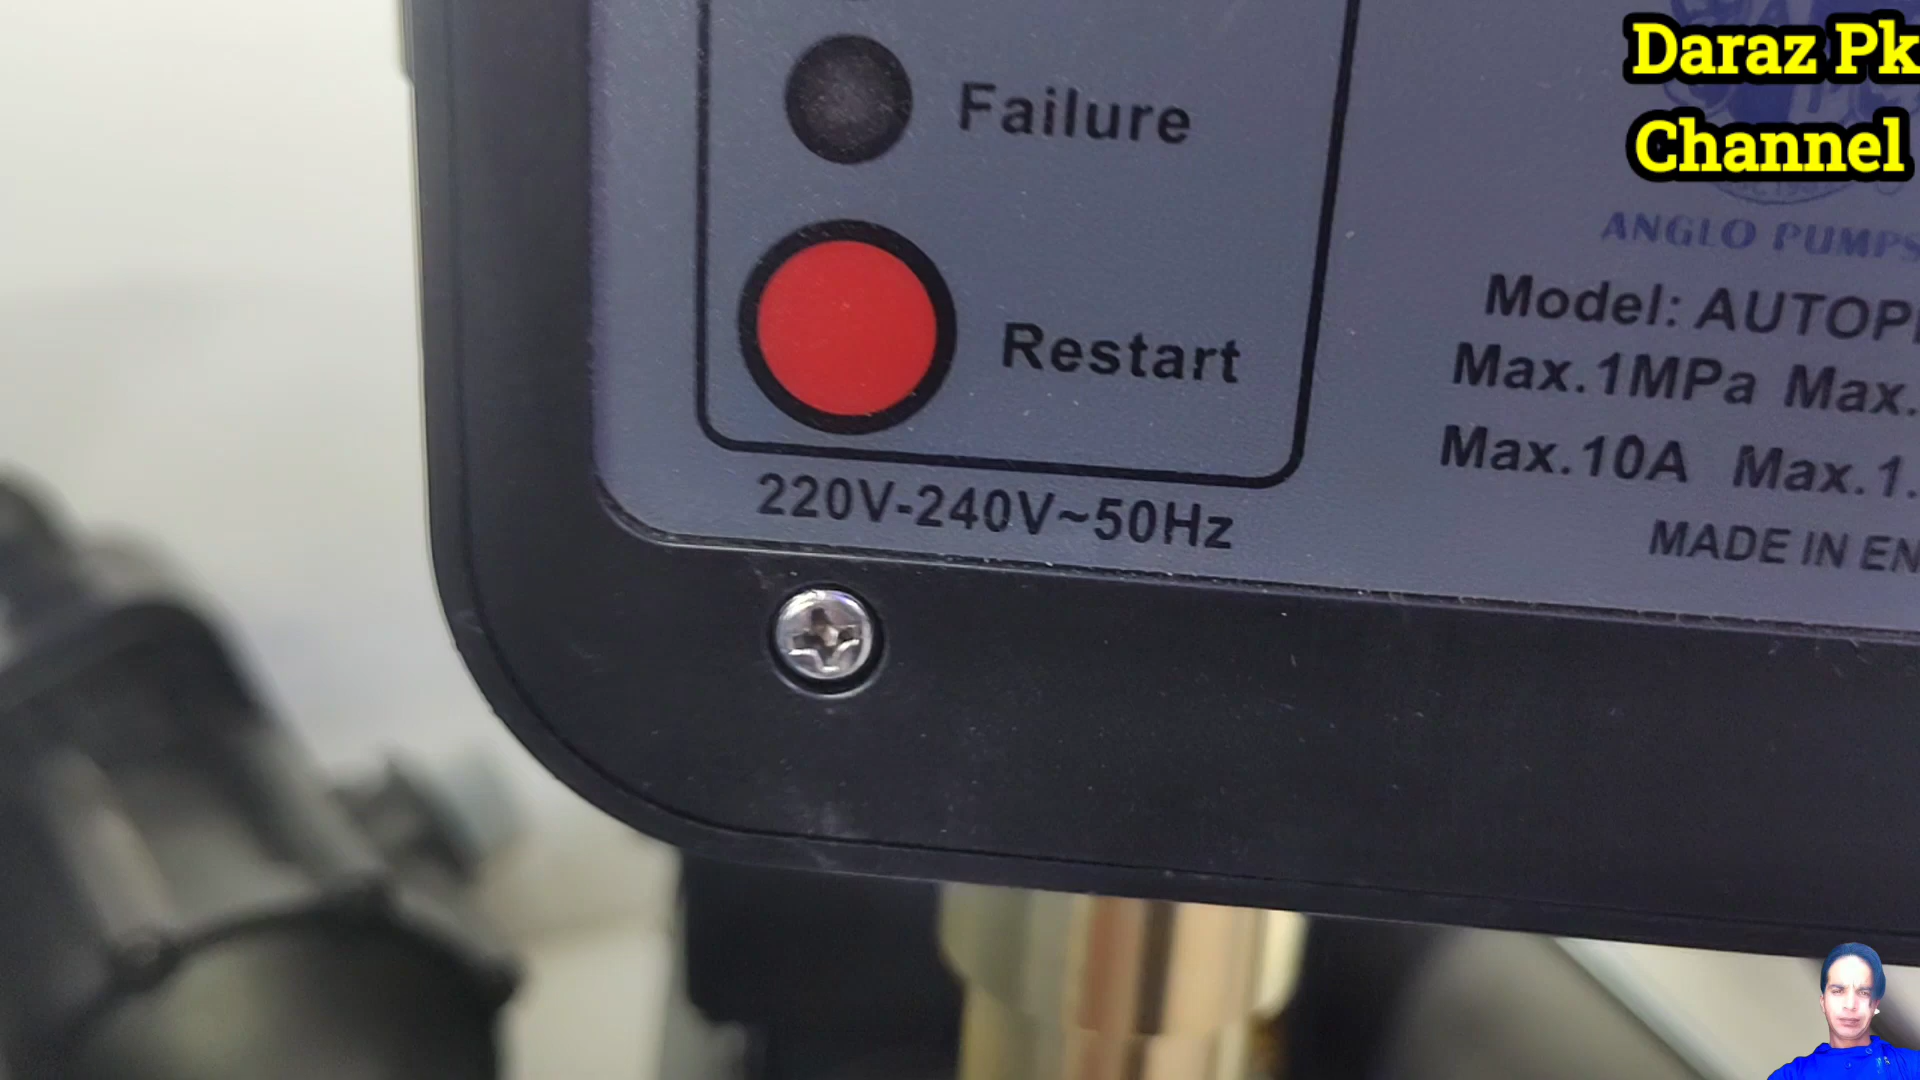 Daraz Pk
Channel
Failure
Restart
220V-240V~50Hz
ANGLO PUMPS
Model: AUTOP
Max.1MPa Max.
Max.10A Max.1.
MADE IN EN